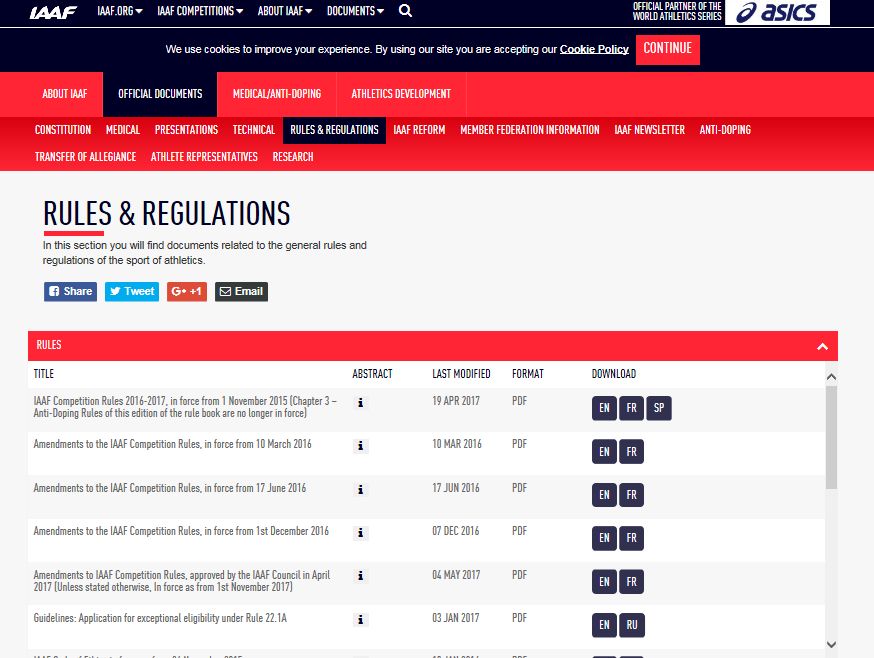 IAAF
IAAF.ORG IAAF COMPETITIONS ABOUT IAAF DOCUMENTS
OFFICIAL PARTNER OF THE
WORLD ATHLETICS SERIES
asics
We use cookies to improve your experience. By using our site you are accepting our Cookie Policy CONTINUE
ABOUT IAAF OFFICIAL DOCUMENTS MEDICAL/ANTI-DOPING ATHLETICS DEVELOPMENT
CONSTITUTION MEDICAL PRESENTATIONS TECHNICAL RULES & REGULATIONS IAAF REFORM MEMBER FEDERATION INFORMATION IAAF NEWSLETTER ANTI-DOPING
TRANSFER OF ALLEGIANCE ATHLETE REPRESENTATIVES RESEARCH
RULES & REGULATIONS
In this section you will find documents related to the general rules and
regulations of the sport of athletics.
Share Tweet G+ +1 Email
RULES
TITLE ABSTRACT LAST MODIFIED FORMAT DOWNLOAD
IAAF Competition Rules 2016-2017, in force from 1 November 2015 (Chapter 3 –
Anti-Doping Rules of this edition of the rule book are no longer in force)
i 19 APR 2017 PDF EN FR SP
Amendments to the IAAF Competition Rules, in force from 10 March 2016 i 10 MAR 2016 PDF EN FR
Amendments to the IAAF Competition Rules, in force from 17 June 2016 i 17 JUN 2016 PDF EN FR
Amendments to the IAAF Competition Rules, in force from 1st December 2016 i 07 DEC 2016 PDF EN FR
Amendments to IAAF Competition Rules, approved by the IAAF Council in April
2017 (Unless stated otherwise, In force as from 1st November 2017)
i 04 MAY 2017 PDF EN FR
Guidelines: Application for exceptional eligibility under Rule 22.1A i 03 JAN 2017 PDF EN RU